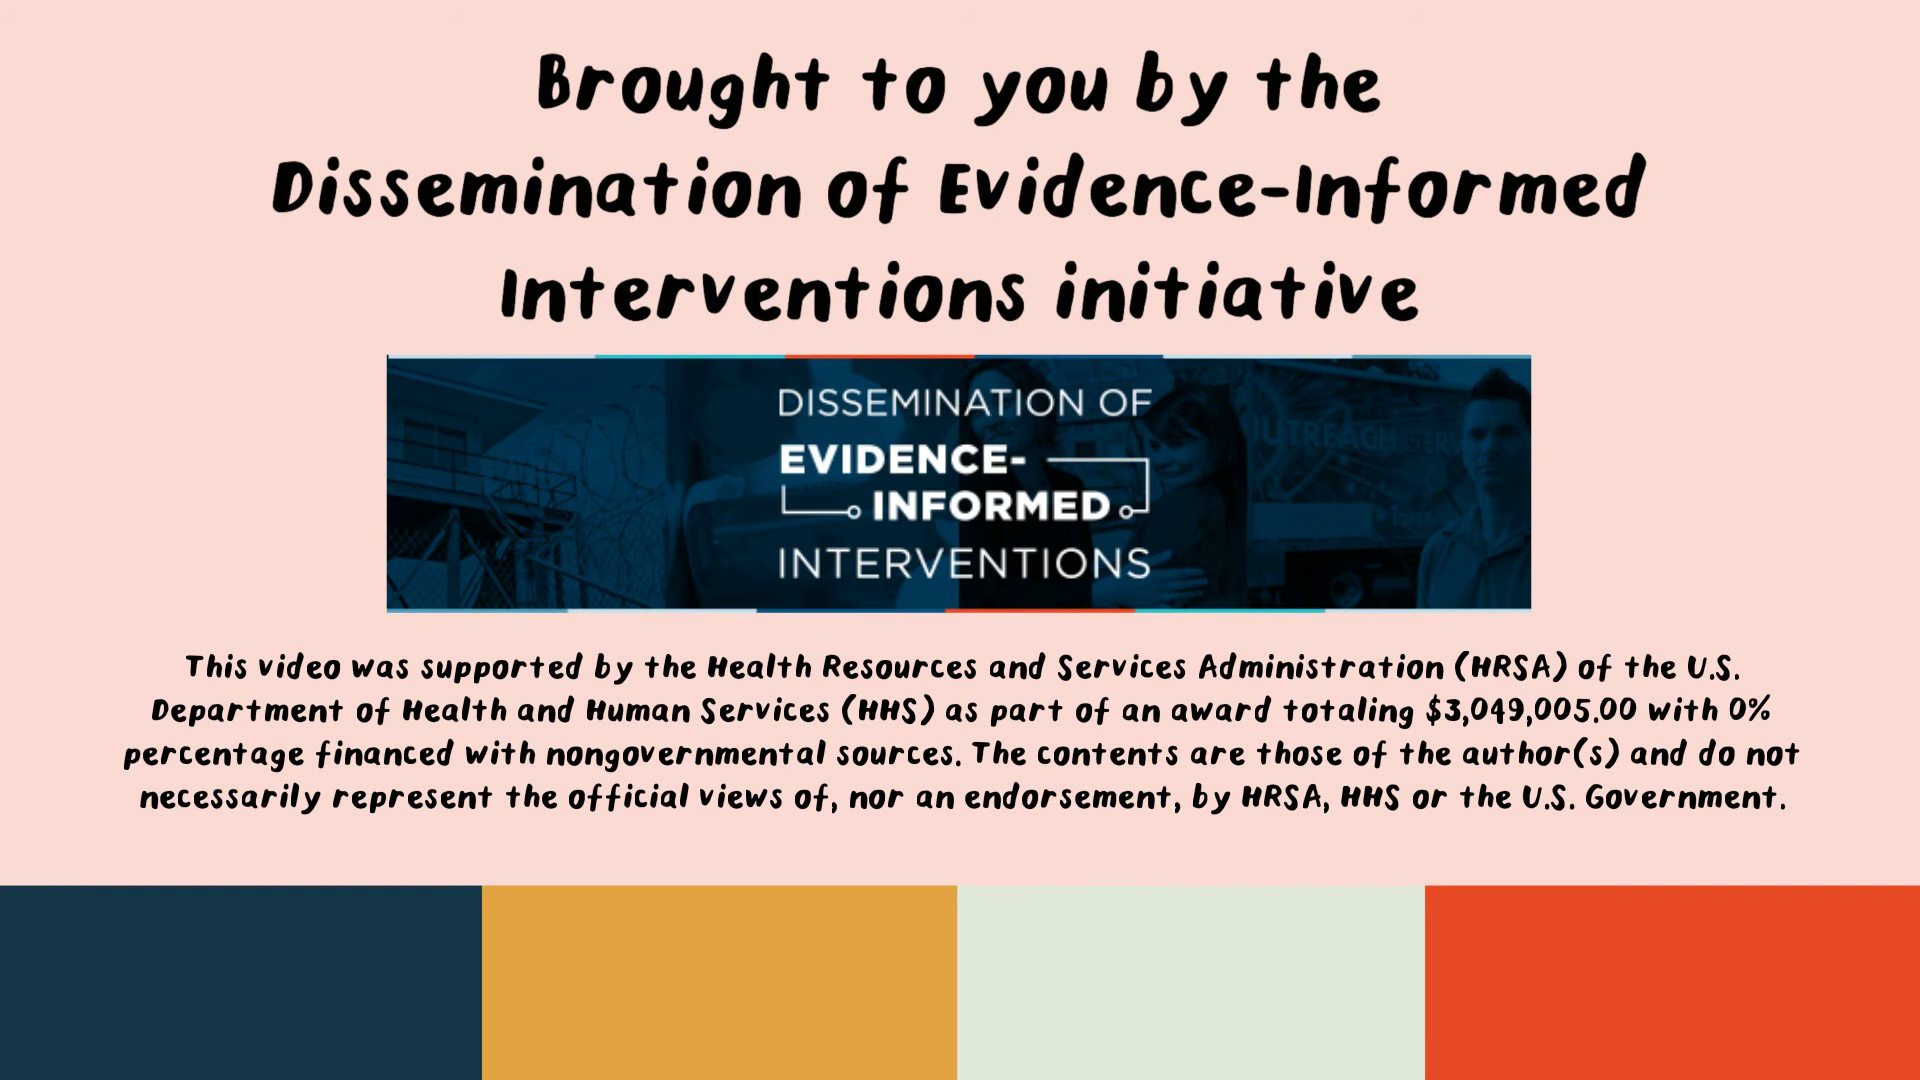 Brought to you by the
Dissemination of Evidence-Informed
Interventions initiative
DISSEMINATION OF
EVIDENCE-
INFORMED
INTERVENTIONS
OUTREACH SERV
This video was supported by the Health Resources and Services Administration (HRSA) of the U.S.
Department of Health and Human Services (HHS) as part of an award totaling $3,049,005.00 with 0%
percentage financed with nongovernmental sources. The contents are those of the author(s) and do not
necessarily represent the official views of, nor an endorsement, by HRSA, HHS or the U.S. Government.